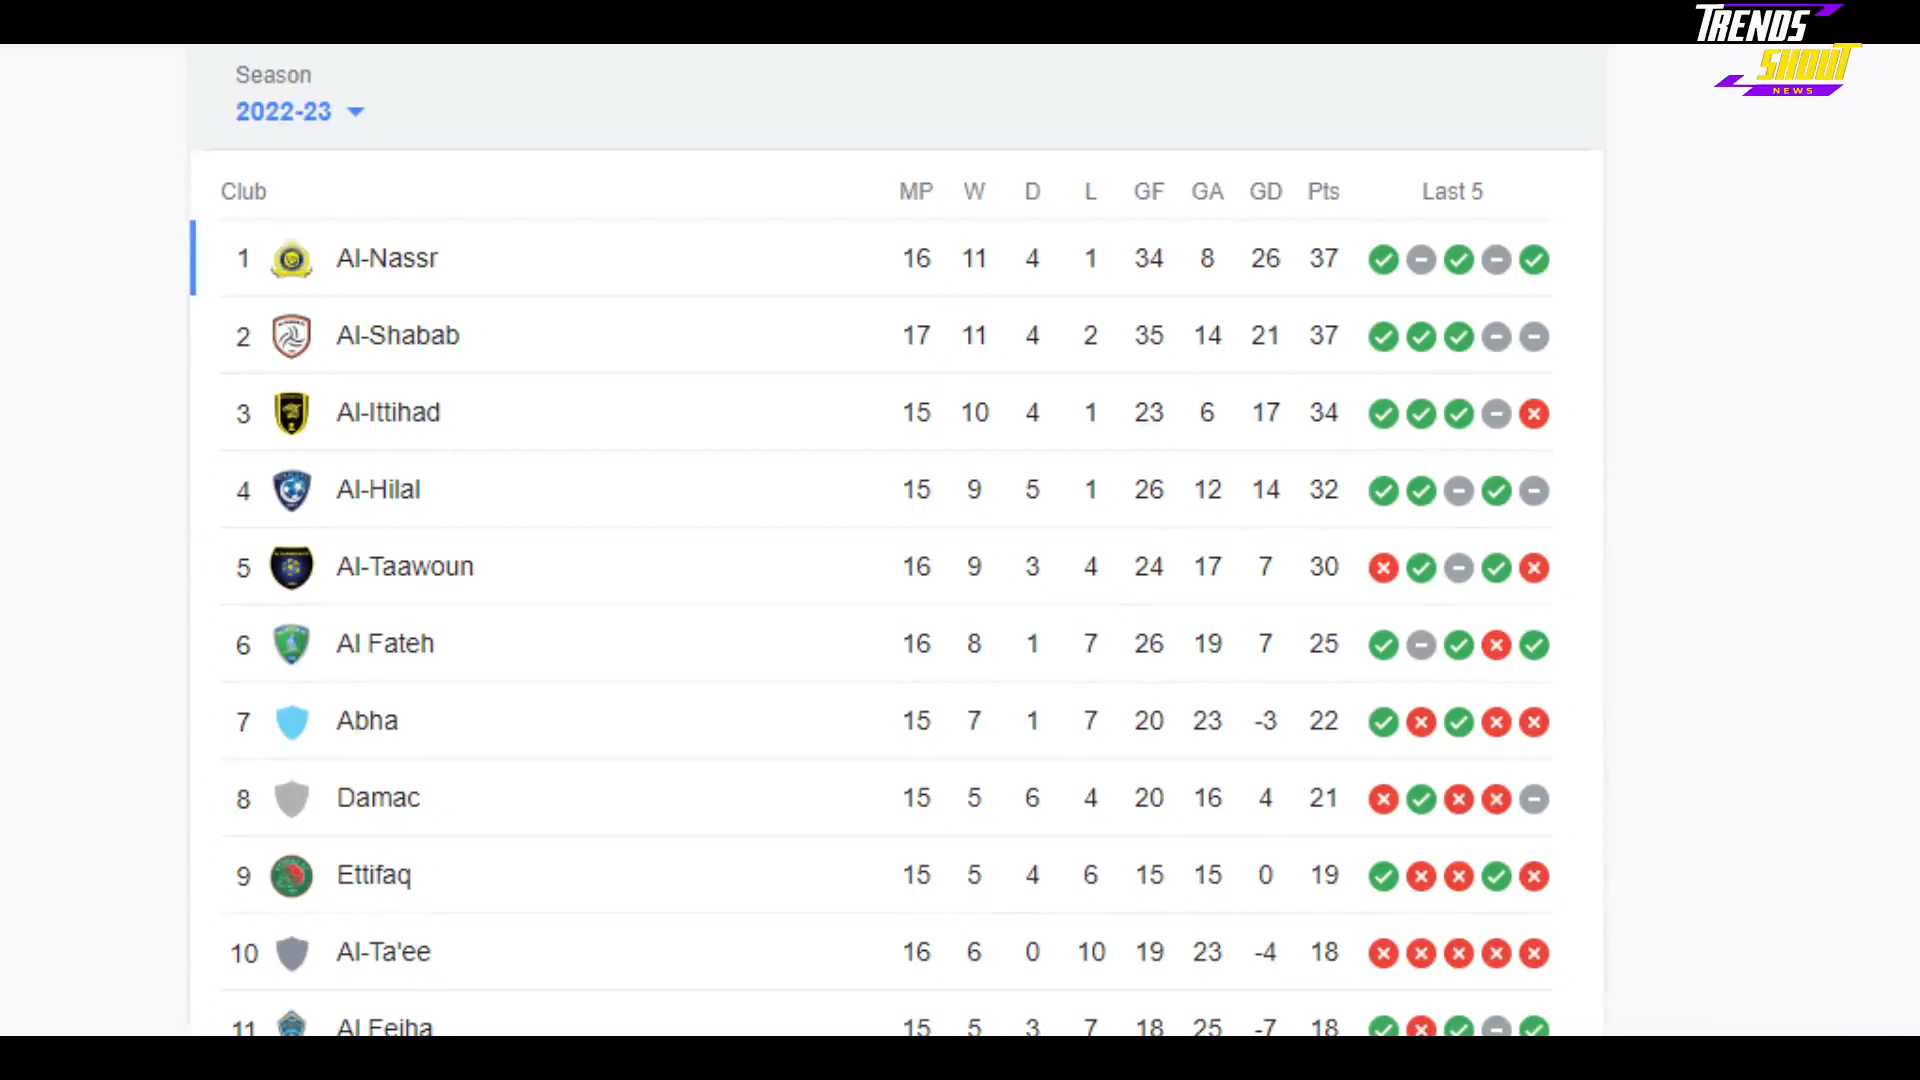 TRENDS
SHOUT
NEWS
Season
2022-23
Club MP W D L GF GA GD Pts Last 5
1 Al-Nassr 16 11 4 1 34 8 26 37
2 Al-Shabab 17 11 4 2 35 14 21 37
3 Al-Ittihad 15 10 4 1 23 6 17 34
4 Al-Hilal 15 9 5 1 26 12 14 32
5 Al-Taawoun 16 9 3 4 24 17 7 30
6 Al Fateh 16 8 1 7 26 19 7 25
7 Abha 15 7 1 7 20 23 -3 22
8 Damac 15 5 6 4 20 16 4 21
9 Ettifaq 15 5 4 6 15 15 0 19
10 Al-Ta'ee 16 6 0 10 19 23 -4 18
11 Al Feiha 15 5 3 7 18 25 -7 18